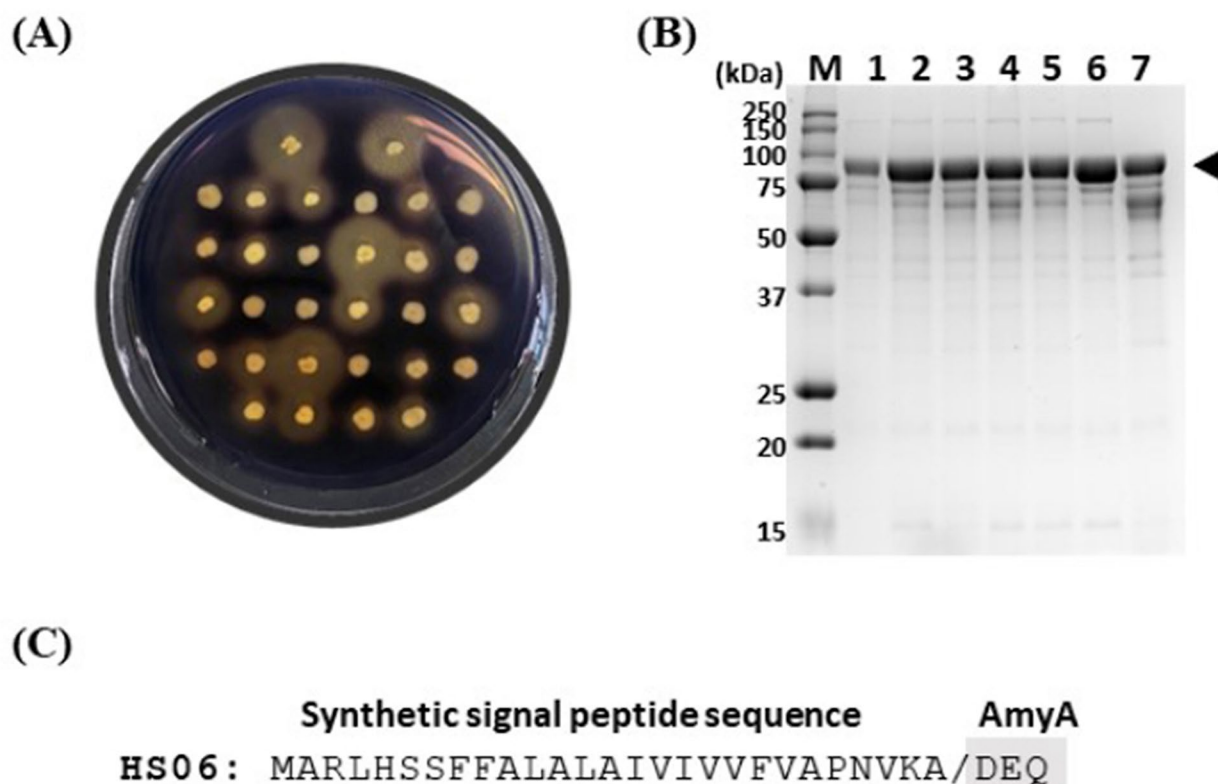 (A)
(B)
(kDa) M 1 2 3 4 5 6 7
250
150
100
75
50
37
25
20
15
(C)
Synthetic signal peptide sequence AmyA
HS06: MARLHSSFFALALAIVIVVFVAPNVKA/DEQ